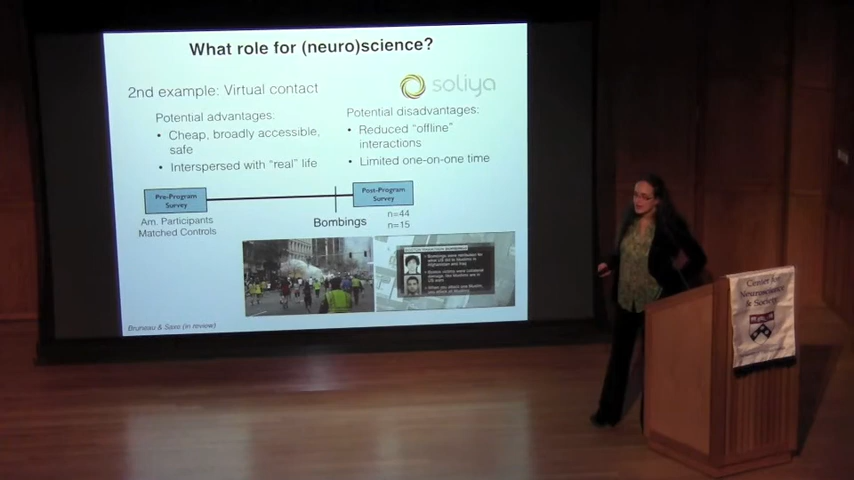 What role for (neuro)science?
2nd example: Virtual contact
soliya
Potential advantages:
• Cheap, broadly accessible,
safe
• Interspersed with "real" life
Potential disadvantages:
• Reduced "offline"
interactions
• Limited one-on-one time
Pre-Program
Survey
Post-Program
Survey
Am. Participants
Matched Controls
Bombings
n=44
n=15
Bruneau & Saxe (in review)
Center for
Neuroscience
& Society